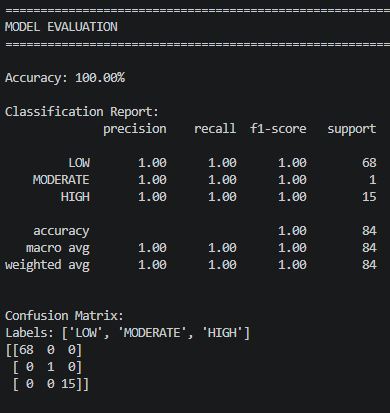 ======================================================
MODEL EVALUATION
======================================================
Accuracy: 100.00%
Classification Report:
              precision    recall  f1-score   support
         LOW       1.00      1.00      1.00        68
    MODERATE       1.00      1.00      1.00         1
        HIGH       1.00      1.00      1.00        15
    accuracy                           1.00        84
   macro avg       1.00      1.00      1.00        84
weighted avg       1.00      1.00      1.00        84
Confusion Matrix:
Labels: ['LOW', 'MODERATE', 'HIGH']
[[68  0  0]
 [ 0  1  0]
 [ 0  0 15]]